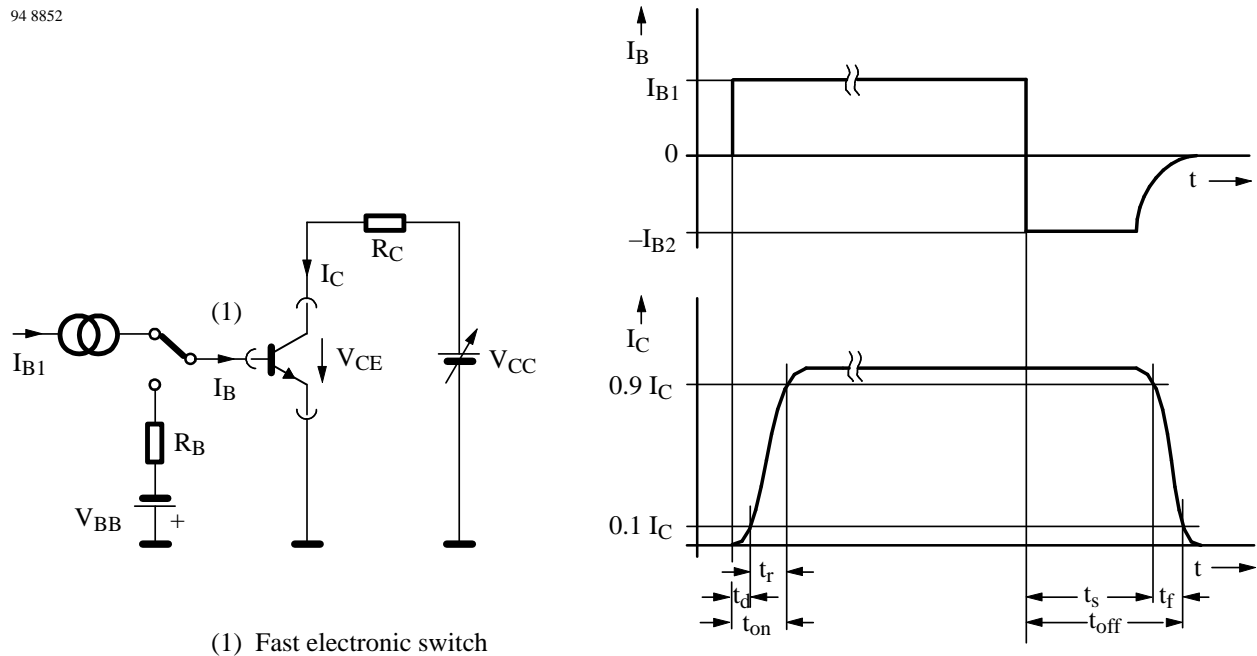 94 8852
I_B
I_B1
0
t
–I_B2
R_C
I_C
(1)
I_B1
I_B
V_CE
V_CC
R_B
V_BB
+
I_C
0.9 I_C
0.1 I_C
t
t_r
t_d
t_on
t_s
t_f
t_off
(1) Fast electronic switch